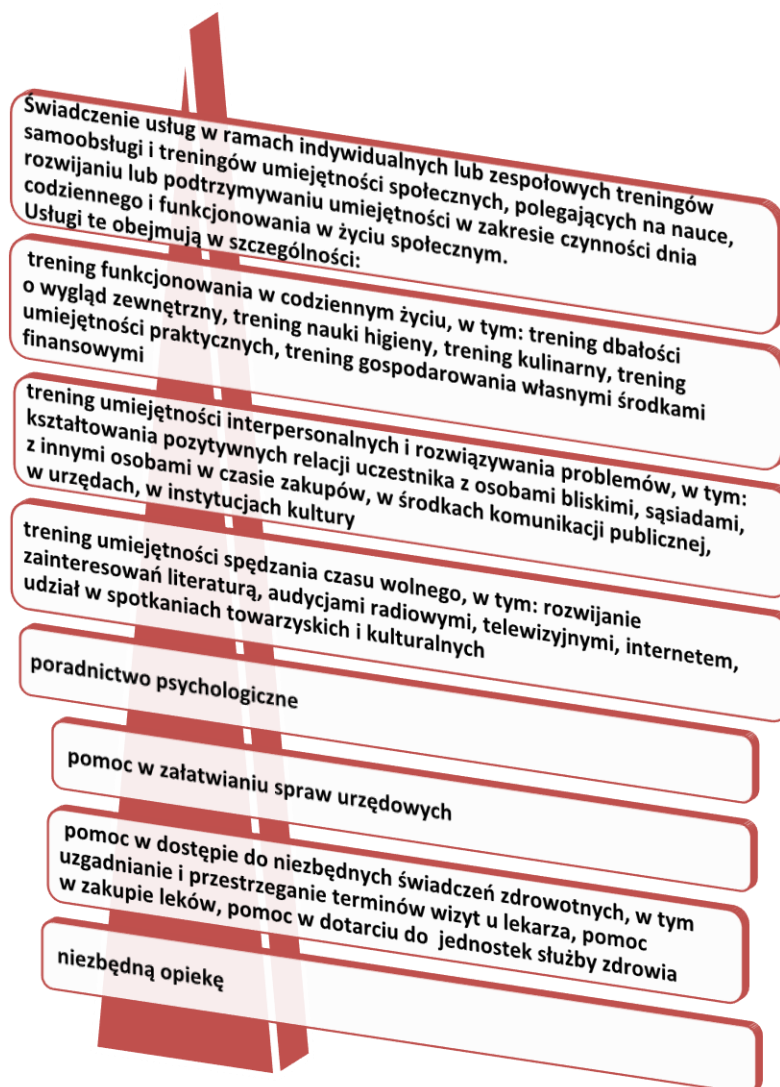 Świadczenie usług w ramach indywidualnych lub zespołowych treningów
samoobsługi i treningów umiejętności społecznych, polegających na nauce,
rozwijaniu lub podtrzymywaniu umiejętności w zakresie czynności dnia
codziennego i funkcjonowania w życiu społecznym.
Usługi te obejmują w szczególności:
trening funkcjonowania w codziennym życiu, w tym: trening dbałości
o wygląd zewnętrzny, trening nauki higieny, trening kulinarny, trening
umiejętności praktycznych, trening gospodarowania własnymi środkami
finansowymi
trening umiejętności interpersonalnych i rozwiązywania problemów, w tym:
kształtowania pozytywnych relacji uczestnika z osobami bliskimi, sąsiadami,
z innymi osobami w czasie zakupów, w środkach komunikacji publicznej,
w urzędach, w instytucjach kultury
trening umiejętności spędzania czasu wolnego, w tym: rozwijanie
zainteresowań literaturą, audycjami radiowymi, telewizyjnymi, internetem,
udział w spotkaniach towarzyskich i kulturalnych
poradnictwo psychologiczne
pomoc w załatwianiu spraw urzędowych
pomoc w dostępie do niezbędnych świadczeń zdrowotnych, w tym
uzgadnianie i przestrzeganie terminów wizyt u lekarza, pomoc
w zakupie leków, pomoc w dotarciu do jednostek służby zdrowia
niezbędną opiekę